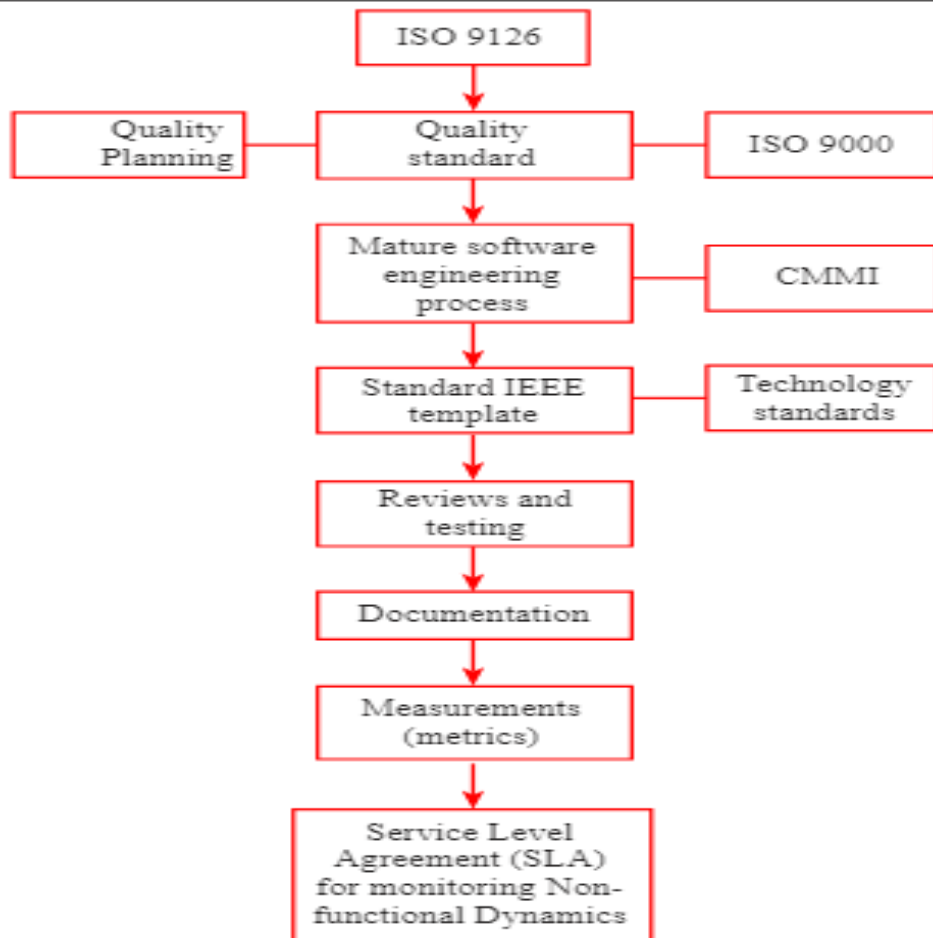 ISO 9126
Quality
Planning
Quality
standard
ISO 9000
Mature software
engineering
process
CMMI
Standard IEEE
template
Technology
standards
Reviews and
testing
Documentation
Measurements
(metrics)
Service Level
Agreement (SLA)
for monitoring Non-
functional Dynamics